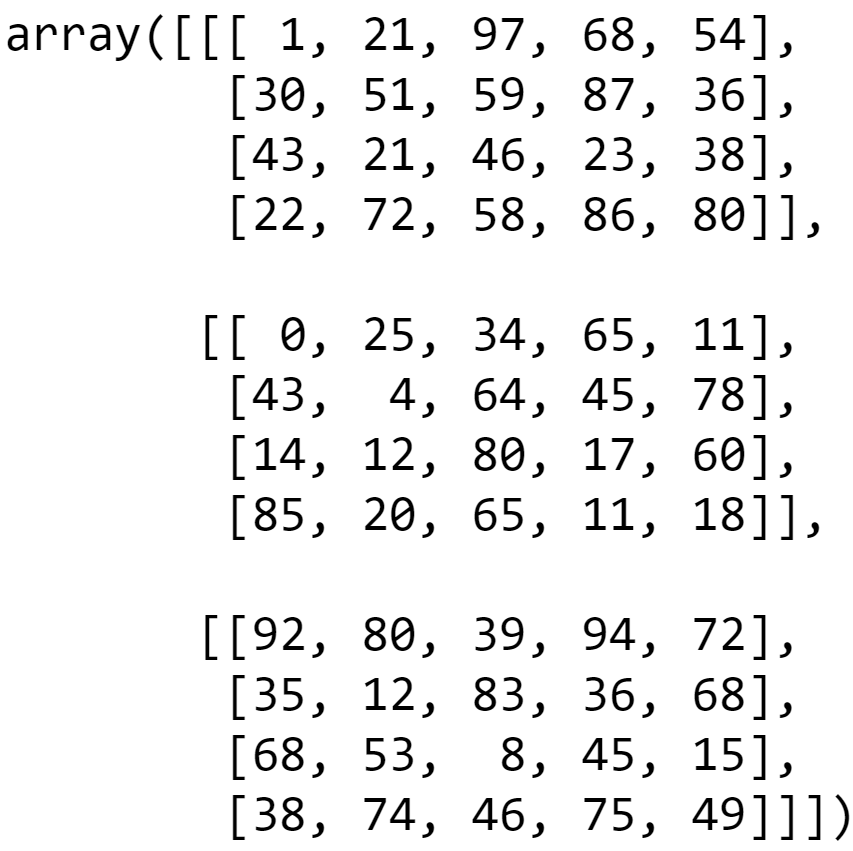 array([[[ 1, 21, 97, 68, 54],
        [30, 51, 59, 87, 36],
        [43, 21, 46, 23, 38],
        [22, 72, 58, 86, 80]],

       [[ 0, 25, 34, 65, 11],
        [43,  4, 64, 45, 78],
        [14, 12, 80, 17, 60],
        [85, 20, 65, 11, 18]],

       [[92, 80, 39, 94, 72],
        [35, 12, 83, 36, 68],
        [68, 53,  8, 45, 15],
        [38, 74, 46, 75, 49]]])